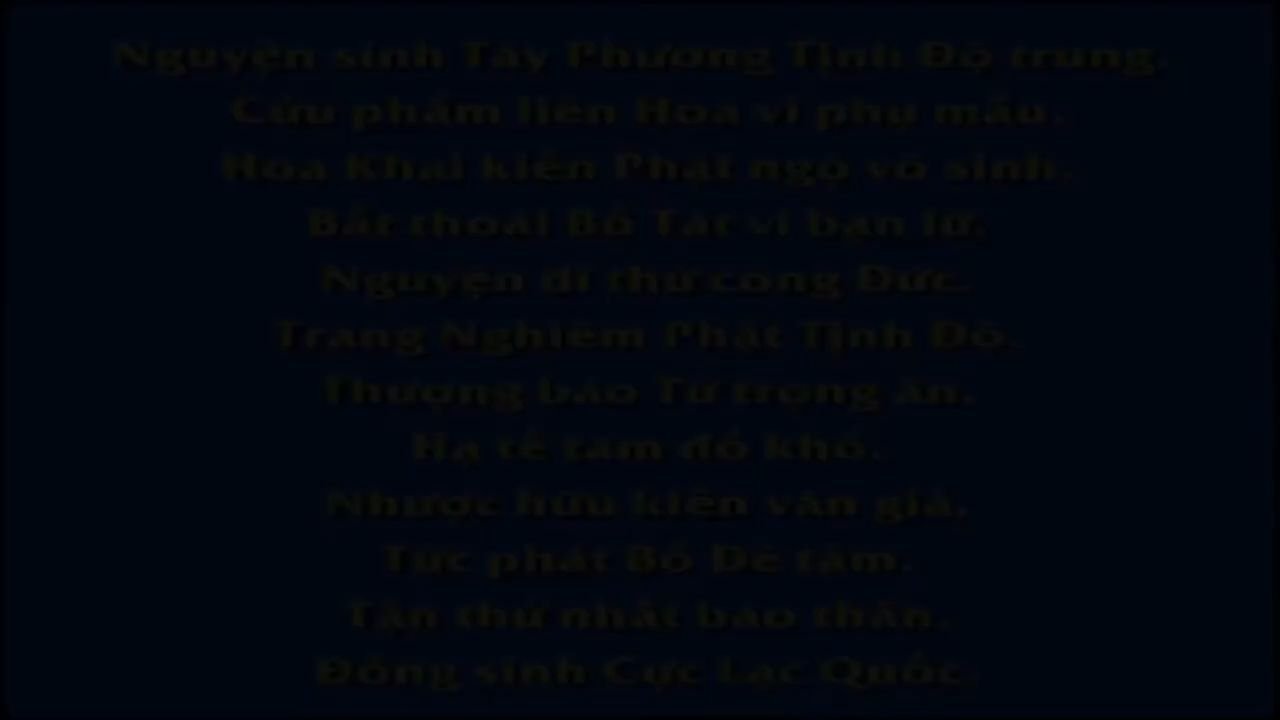 Nguyện sinh Tây Phương Tịnh Độ trung.
Cửu phẩm liên Hoa vi phụ mẫu.
Hoa Khai kiến Phật ngộ vô sinh.
Bất thoái Bồ Tát vi bạn lữ.
Nguyện dĩ thử công Đức.
Trang Nghiêm Phật Tịnh Độ.
Thượng báo Tứ trọng ân.
Hạ tế tam đồ khổ.
Nhược hữu kiến văn giả.
Tức phát Bồ Đề tâm.
Tận thử nhất báo thân.
Đồng sinh Cực Lạc Quốc.